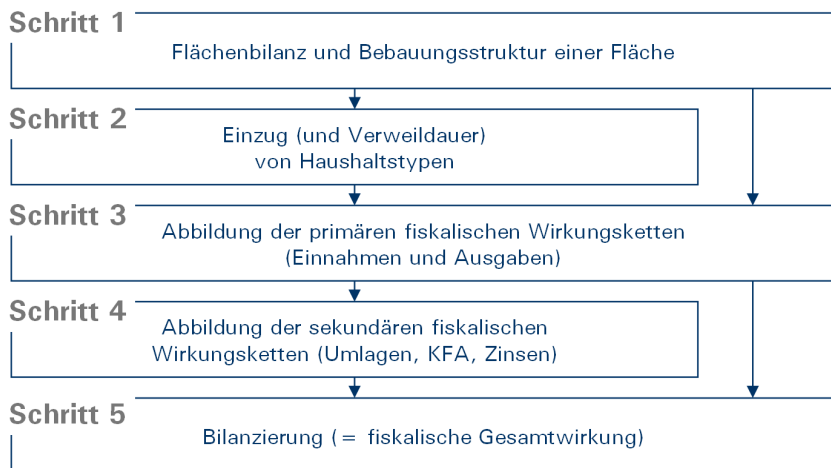 Schritt 1
Flächenbilanz und Bebauungsstruktur einer Fläche
Schritt 2
Einzug (und Verweildauer)
von Haushaltstypen
Schritt 3
Abbildung der primären fiskalischen Wirkungsketten
(Einnahmen und Ausgaben)
Schritt 4
Abbildung der sekundären fiskalischen
Wirkungsketten (Umlagen, KFA, Zinsen)
Schritt 5
Bilanzierung (= fiskalische Gesamtwirkung)